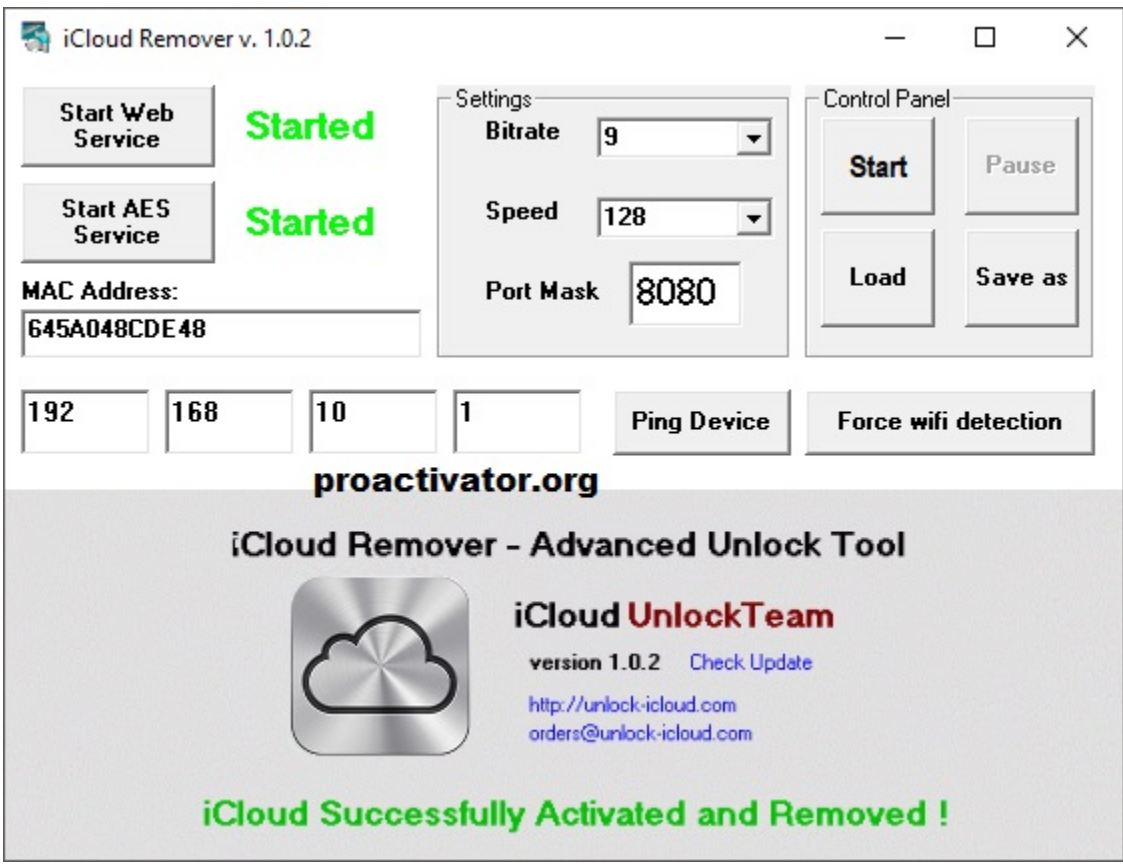 iCloud Remover v. 1.0.2
Start Web
Service
Started
Start AES
Service
Started
MAC Address:
645A048CDE48
Settings
Bitrate
9
Speed
128
Port Mask
8080
Control Panel
Start
Pause
Load
Save as
192
168
10
1
Ping Device
Force wifi detection
proactivator.org
iCloud Remover - Advanced Unlock Tool
iCloud UnlockTeam
version 1.0.2 Check Update
http://unlock-icloud.com
orders@unlock-icloud.com
iCloud Successfully Activated and Removed !